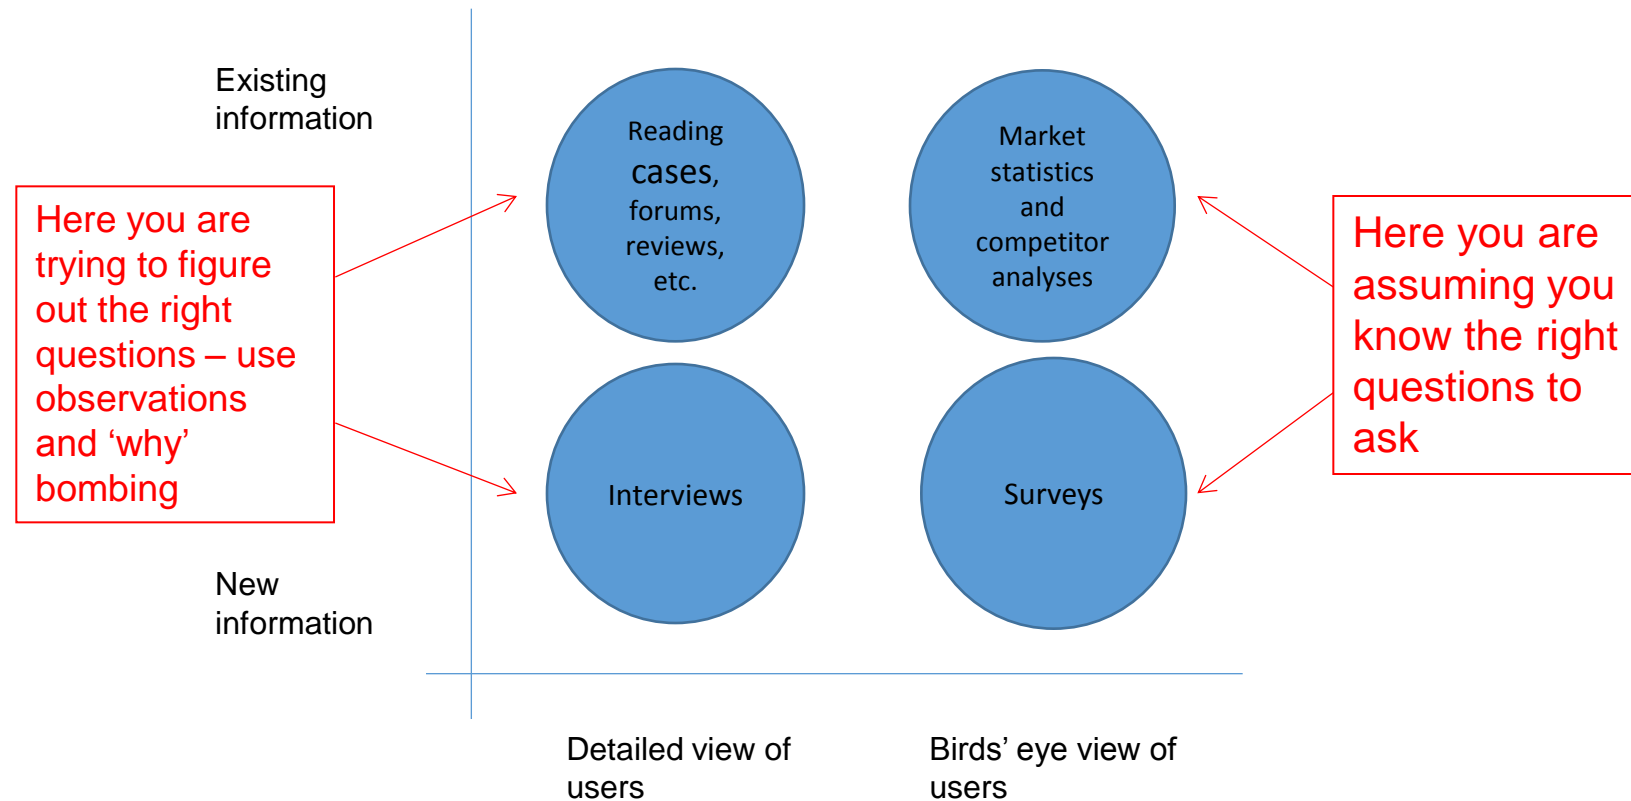 Existing
information
Reading
cases,
forums,
reviews,
etc.
Market
statistics
and
competitor
analyses
Here you are
trying to figure
out the right
questions – use
observations
and ‘why’
bombing
Here you are
assuming you
know the right
questions to
ask
Interviews
Surveys
New
information
Detailed view of
users
Birds’ eye view of
users